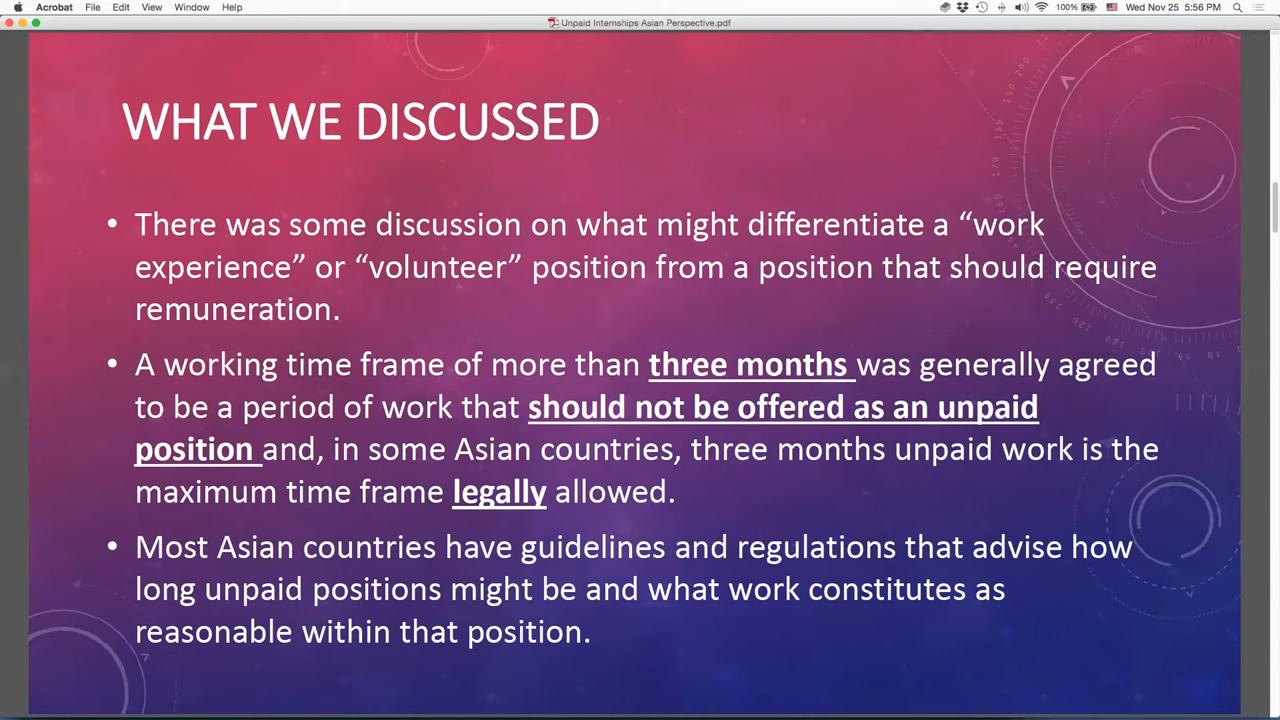 Acrobat File Edit View Window Help 100% Wed Nov 25 5:56 PM
Unpaid Internships Asian Perspective.pdf
WHAT WE DISCUSSED
• There was some discussion on what might differentiate a “work
experience” or “volunteer” position from a position that should require
remuneration.
• A working time frame of more than three months was generally agreed
to be a period of work that should not be offered as an unpaid
position and, in some Asian countries, three months unpaid work is the
maximum time frame legally allowed.
• Most Asian countries have guidelines and regulations that advise how
long unpaid positions might be and what work constitutes as
reasonable within that position.